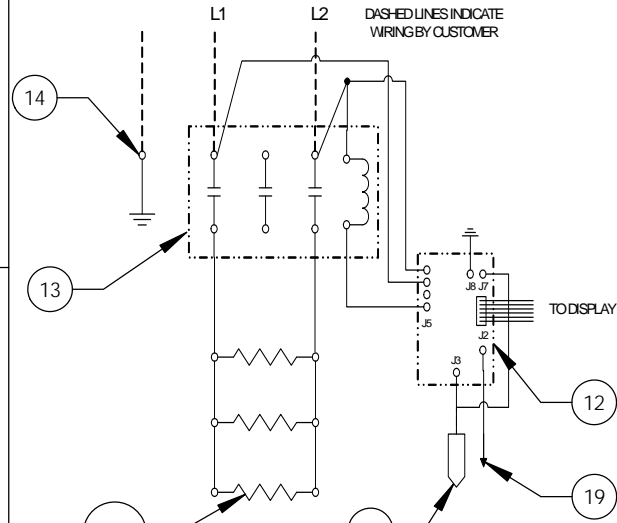 L1
L2
DASHED LINES INDICATE
WIRING BY CUSTOMER
14
13
J8
J7
J5
TO DISPLAY
J2
J3
12
19